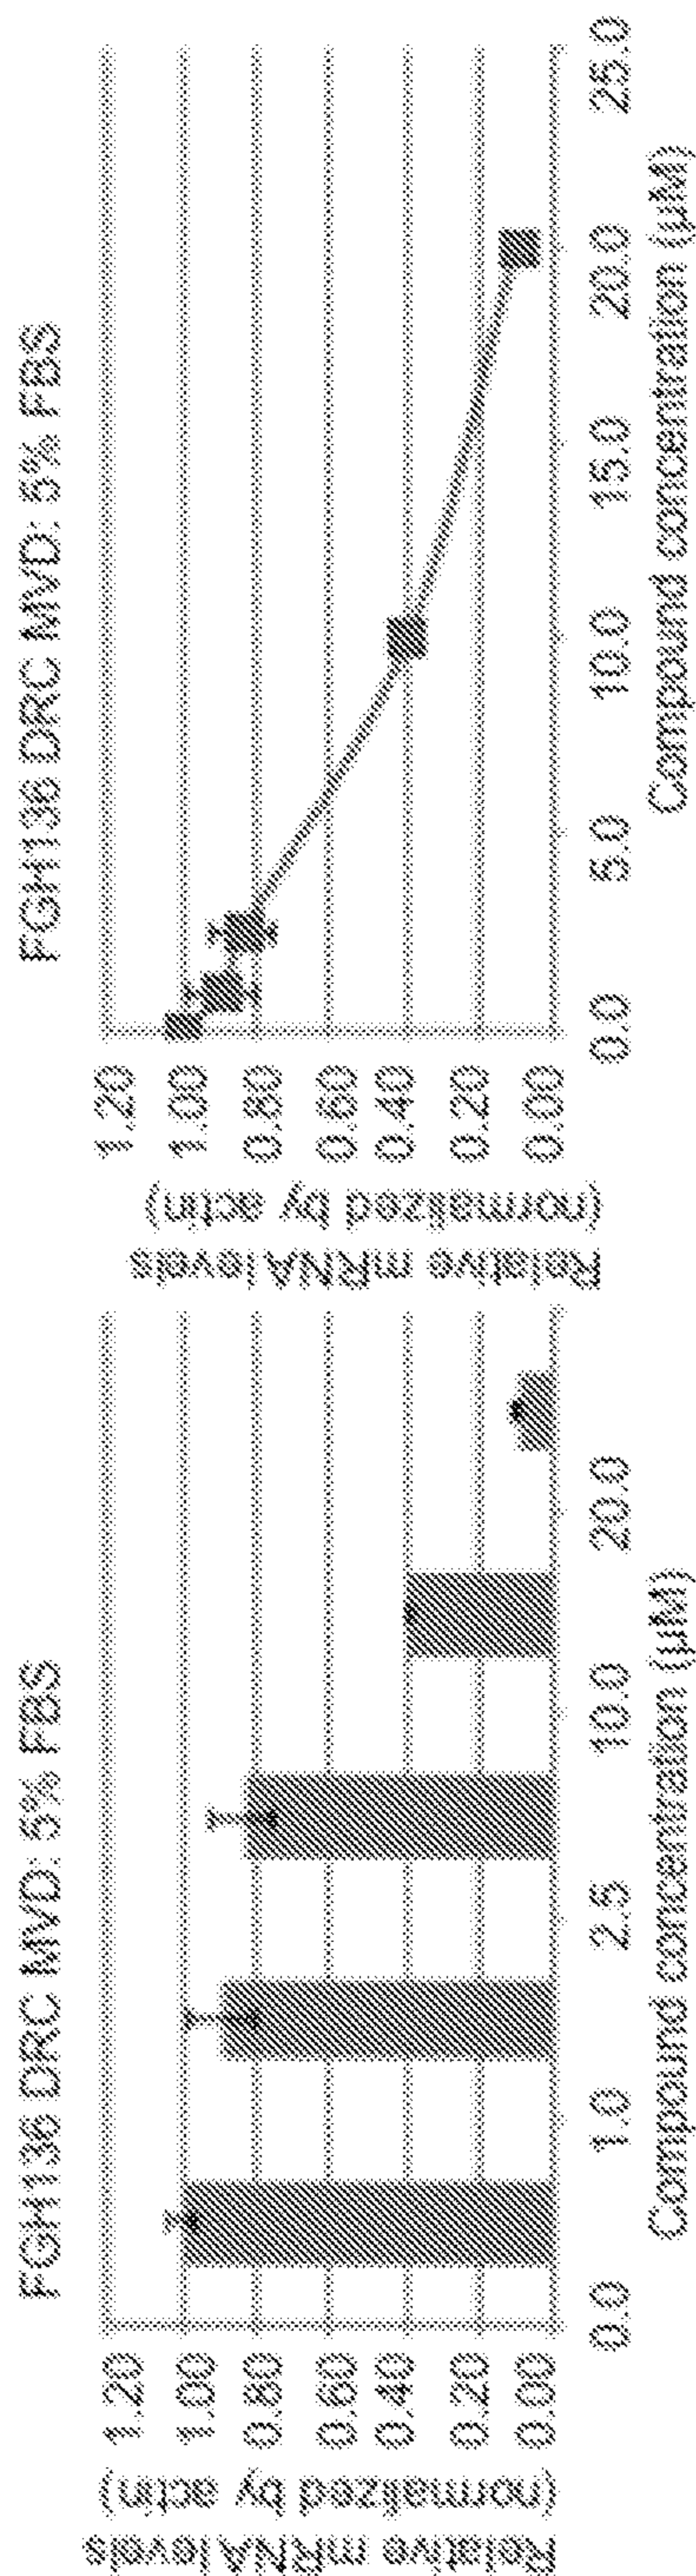 FGH136 DRC MVD: 5% FBS
Relative mRNA levels
(normalized by actin)
1.20
1.00
0.80
0.60
0.40
0.20
0.00
0.0 1.0 2.5 10.0 20.0
Compound concentration (µM)
FGH136 DRC MVD: 5% FBS
Relative mRNA levels
(normalized by actin)
1.20
1.00
0.80
0.60
0.40
0.20
0.00
0.0 5.0 10.0 15.0 20.0 25.0
Compound concentration (µM)